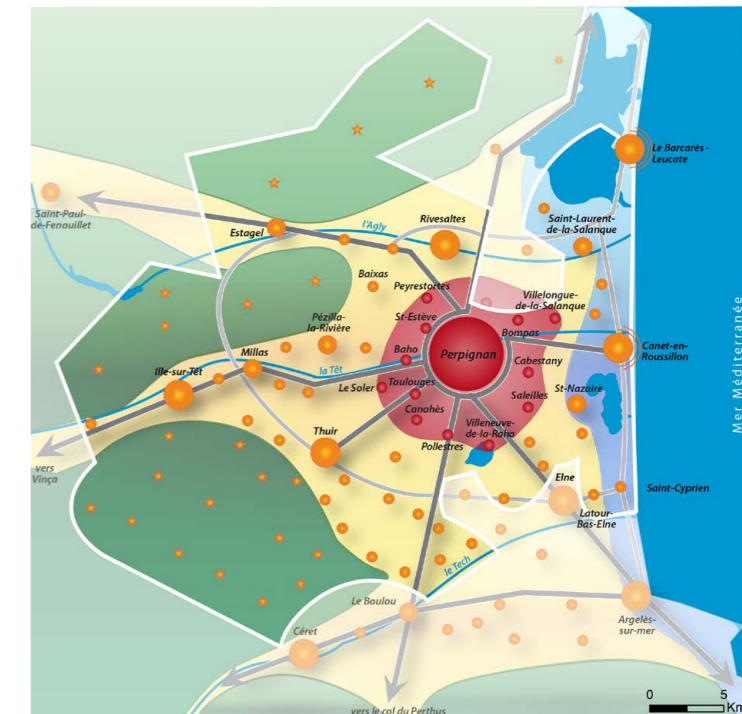 Le Barcarès -
Leucate
Saint-Paul-
de-Fenouillet
Estagel
l'Agly
Rivesaltes
Saint-Laurent-
de-la-Salanque
Baixas
Peyrestortes
Villelongue-
de-la-Salanque
Pézilla-
la-Rivière
St-Estève
Bompas
Mer Méditerranée
Canet-en-
Roussillon
Millas
la Têt
Baho
Perpignan
Cabestany
Ille-sur-Têt
Le Soler
Toulouges
St-Nazaire
Saleilles
Canohès
Thuir
Villeneuve-
de-la-Raho
Pollestres
vers
Vinça
Elne
Saint-Cyprien
Latour-
Bas-Elne
le Tech
Le Boulou
Céret
Argelès-
sur-mer
vers le col du Perthus
0 5
Km